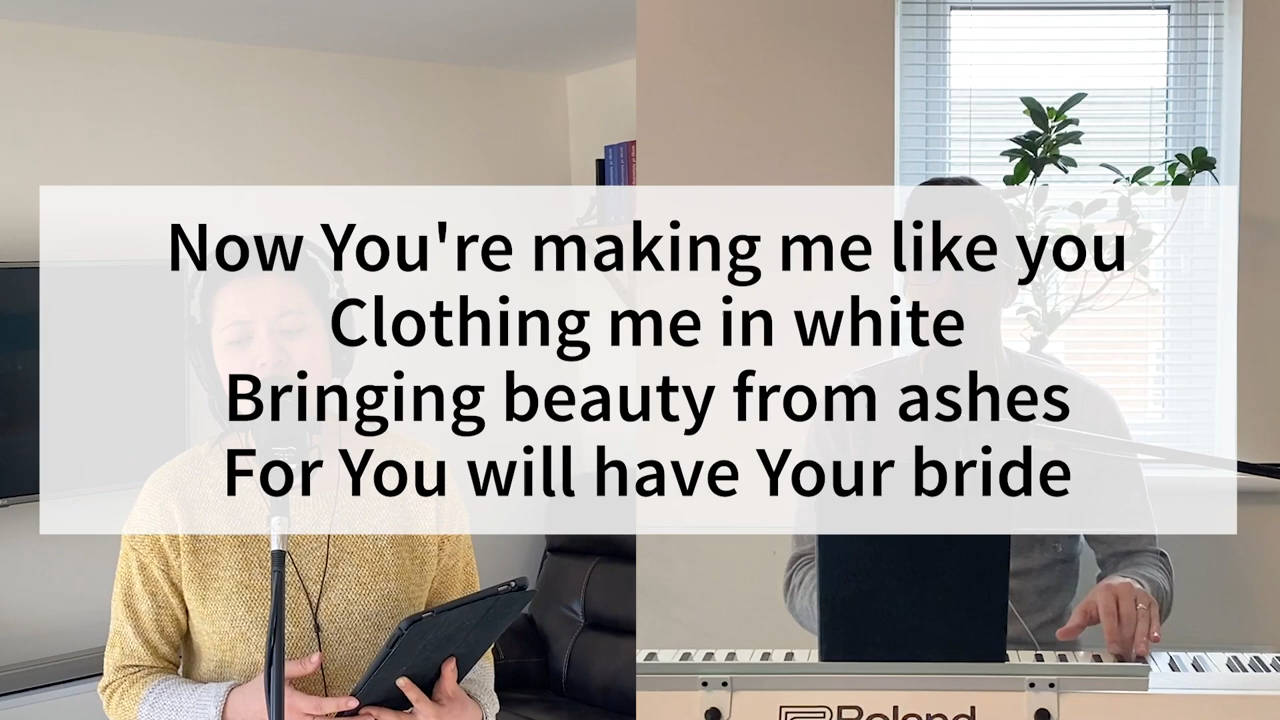 Now You're making me like you
Clothing me in white
Bringing beauty from ashes
For You will have Your bride
Roland